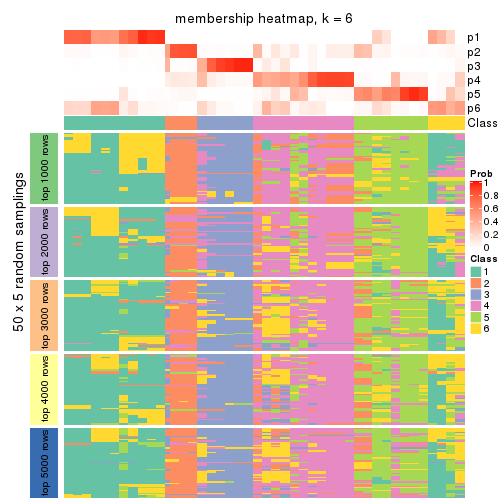 membership heatmap, k = 6
p1
p2
p3
p4
p5
p6
Class
50 x 5 random samplings
top 1000 rows
top 2000 rows
top 3000 rows
top 4000 rows
top 5000 rows
Prob
1
0.8
0.6
0.4
0.2
0
Class
1
2
3
4
5
6